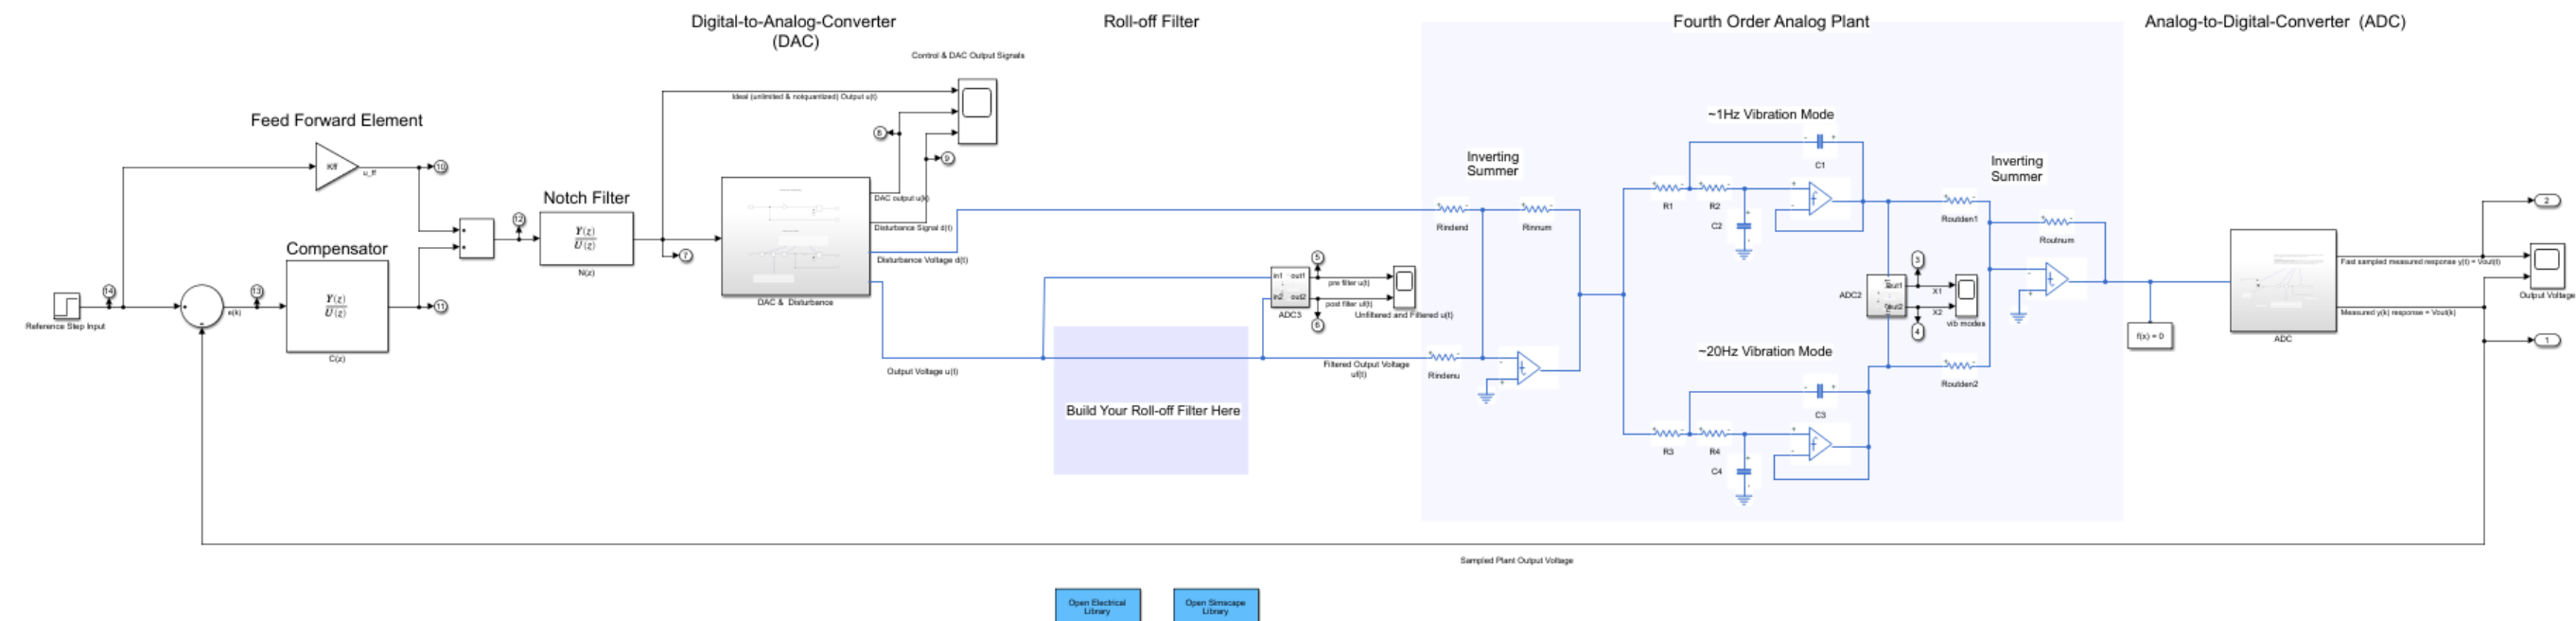 Digital-to-Analog-Converter
(DAC)
Roll-off Filter
Fourth Order Analog Plant
Analog-to-Digital-Converter (ADC)
Control & DAC Output Signals
Ideal (unlimited & notquantized) Output u(t)
Feed Forward Element
Kff
u_ff
10
8
9
Notch Filter
12
Y(z)
U(z)
N(z)
7
Compensator
Y(z)
U(z)
C(z)
11
14
Reference Step Input
13
e(k)
DAC output u(k)
Disturbance Signal d(t)
Disturbance Voltage d(t)
DAC & Disturbance
Output Voltage u(t)
Build Your Roll-off Filter Here
in1
out1
in2
out2
ADC3
5
pre filter u(t)
post filter uf(t)
6
Unfiltered and Filtered u(t)
Filtered Output Voltage
uf(t)
Inverting
Summer
Rindend
Rinnum
Rindenu
~1Hz Vibration Mode
C1
R1
R2
C2
~20Hz Vibration Mode
C3
R3
R4
C4
ADC2
3
X1
X2
4
vib modes
Inverting
Summer
Routden1
Routnum
Routden2
f(x) = 0
ADC
2
Fast sampled measured response y(t) = Vout(t)
Output Voltage
Measured y(k) response = Vout(k)
1
Sampled Plant Output Voltage
Open Electrical
Library
Open Simscape
Library